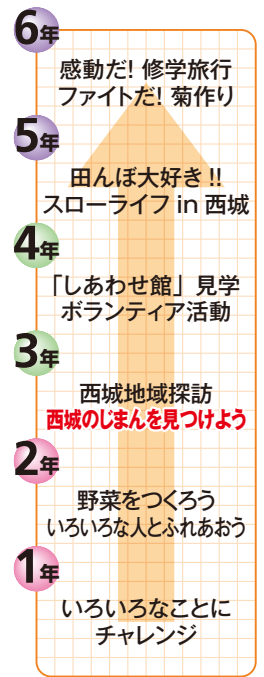 6年
感動だ! 修学旅行
ファイトだ! 菊作り
5年
田んぼ大好き!!
スローライフ in 西城
4年
「しあわせ館」見学
ボランティア活動
3年
西城地域探訪
西城のじまんを見つけよう
2年
野菜をつくろう
いろいろな人とふれあおう
1年
いろいろなことに
チャレンジ